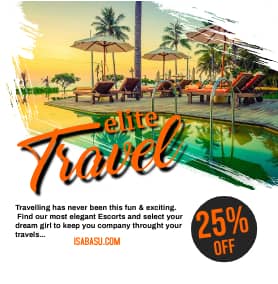 elite
Travel
Travelling has never been this fun & exciting.
Find our most elegant Escorts and select your
dream girl to keep you company throught your
travels...
ISABASU.COM
25%
OFF